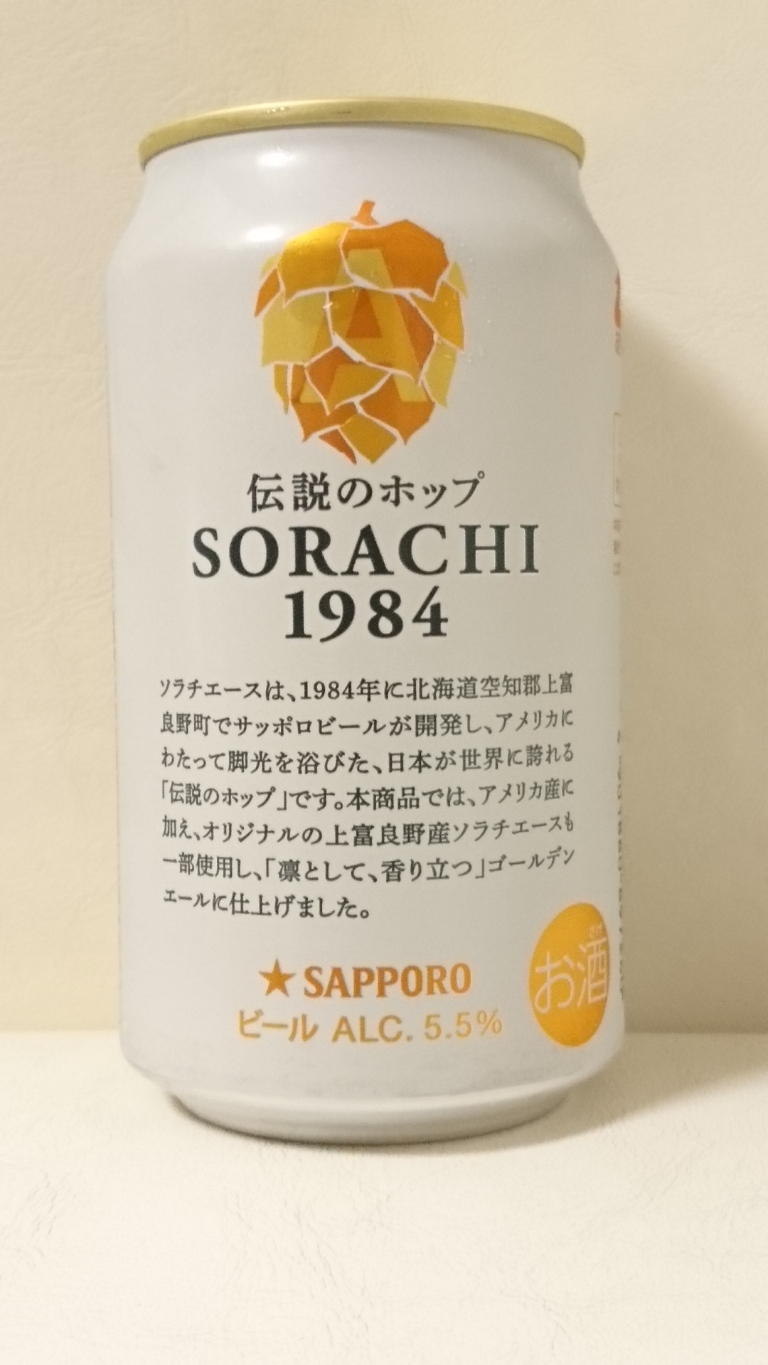 A
伝説のホップ
SORACHI
1984
ソラチエースは、1984年に北海道空知郡上富
良野町でサッポロビールが開発し、アメリカに
わたって脚光を浴びた、日本が世界に誇れる
「伝説のホップ」です。本商品では、アメリカ産に
加え、オリジナルの上富良野産ソラチエースも
一部使用し、「凛として、香り立つ」ゴールデン
エールに仕上げました。
★SAPPORO
ビール ALC. 5.5%
お酒